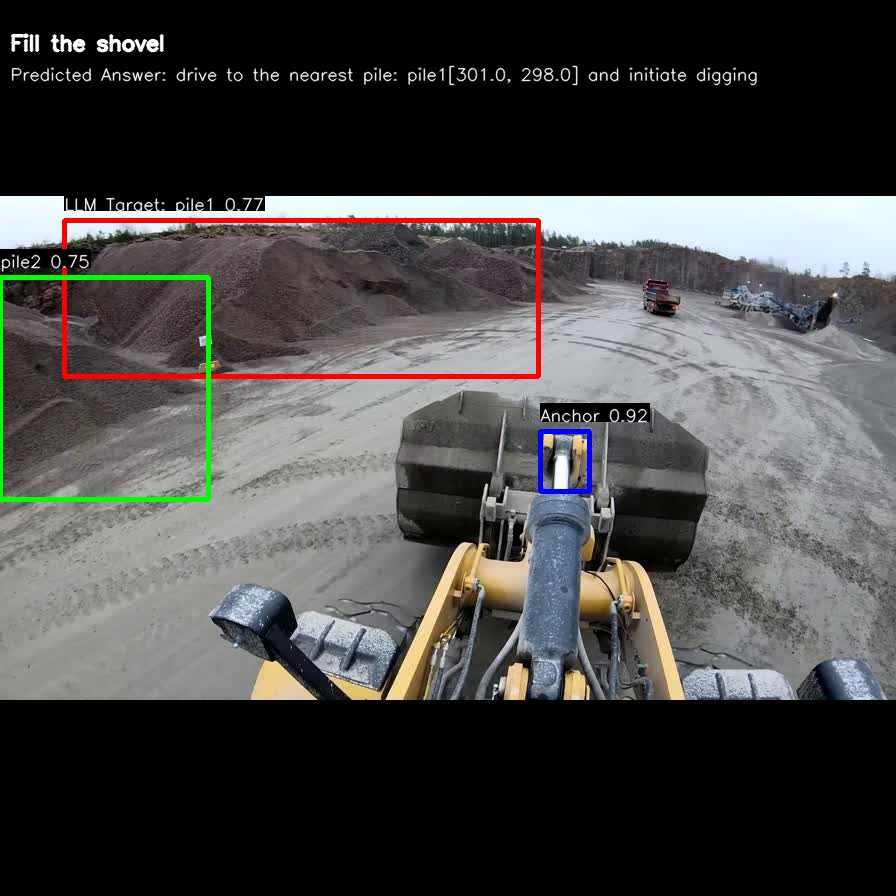 Fill the shovel
Predicted Answer: drive to the nearest pile: pile1[301.0, 298.0] and initiate digging
LLM Target: pile1 0.77
pile2 0.75
Anchor 0.92